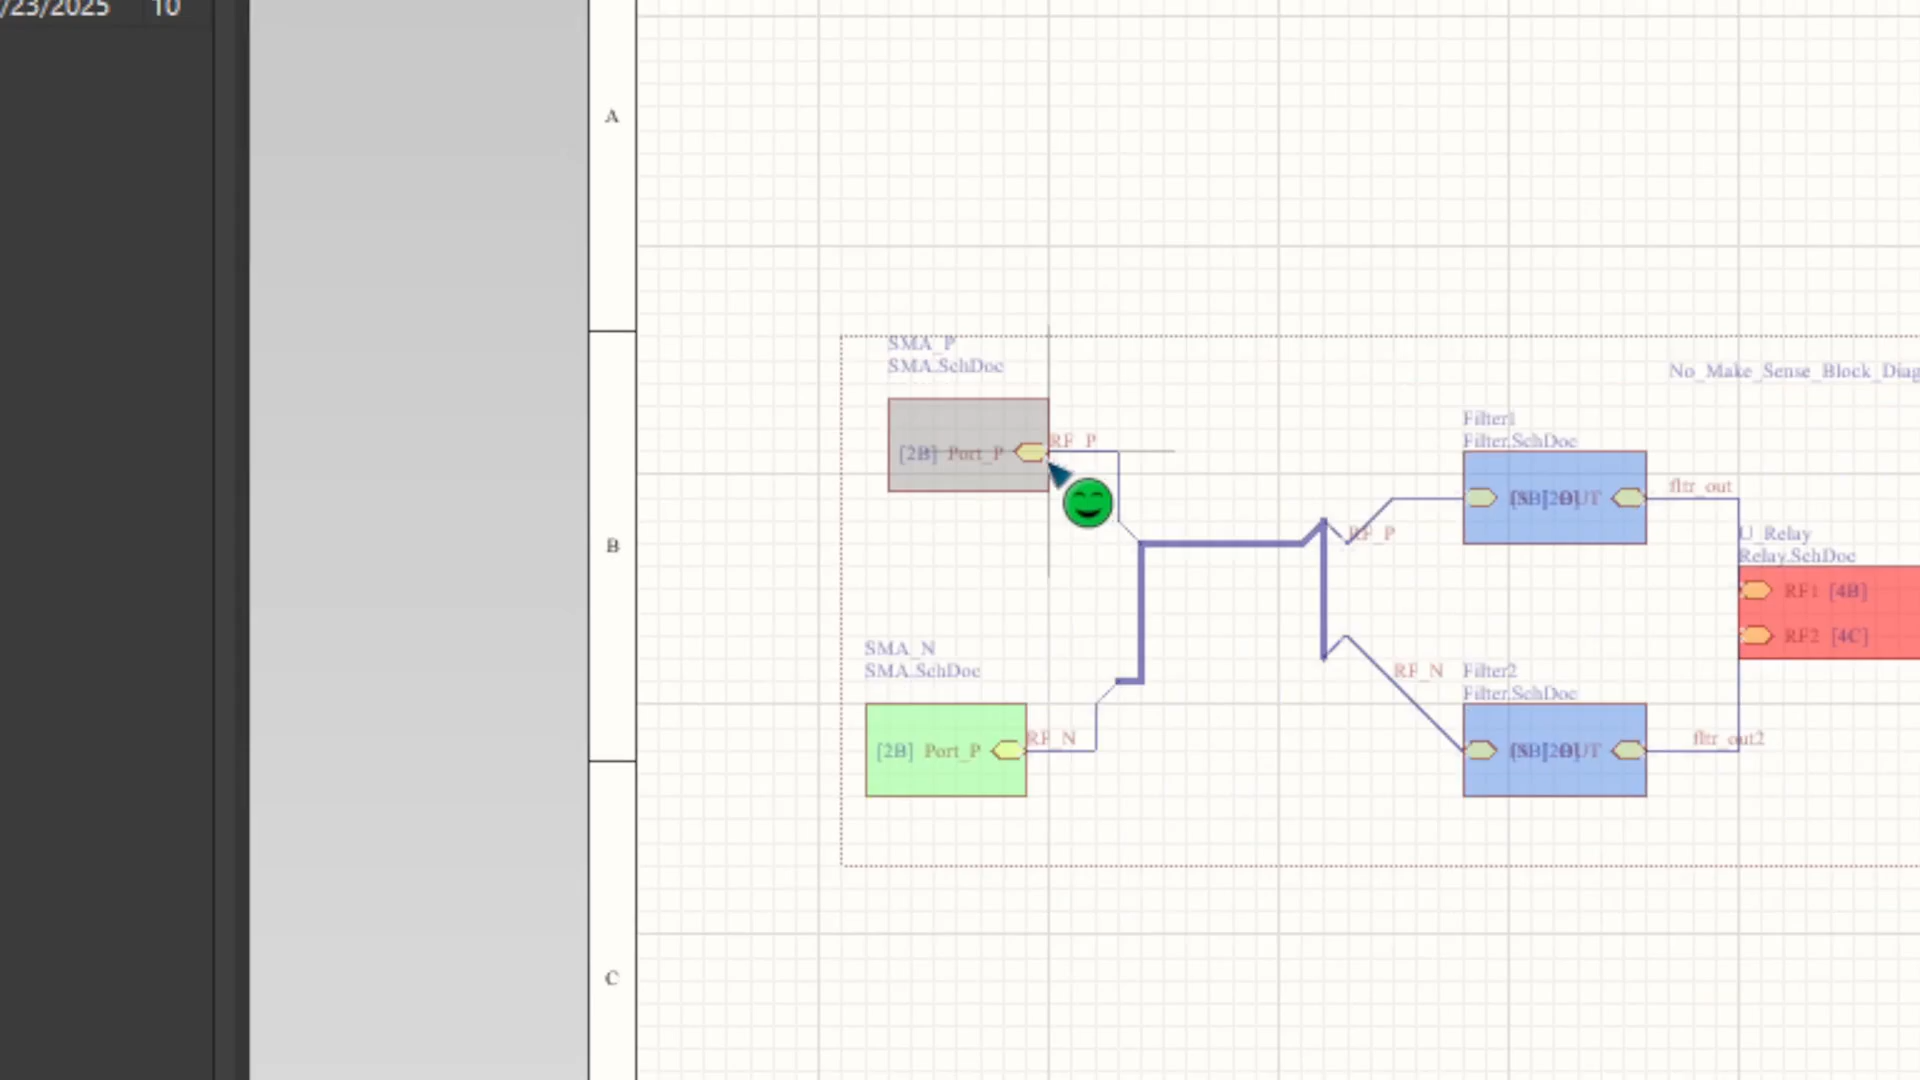 /23/2025 10
A
SMA_P
SMA.SchDoc
No_Make_Sense_Block_Diag
Filter1
Filter.SchDoc
RF_P
[2B] Port_P
fltr_out
RF_P
U_Relay
Relay.SchDoc
B
RF1 [4B]
RF2 [4C]
SMA_N
SMA.SchDoc
RF_N
Filter2
Filter.SchDoc
RF_N
fltr_out2
[2B] Port_P
C